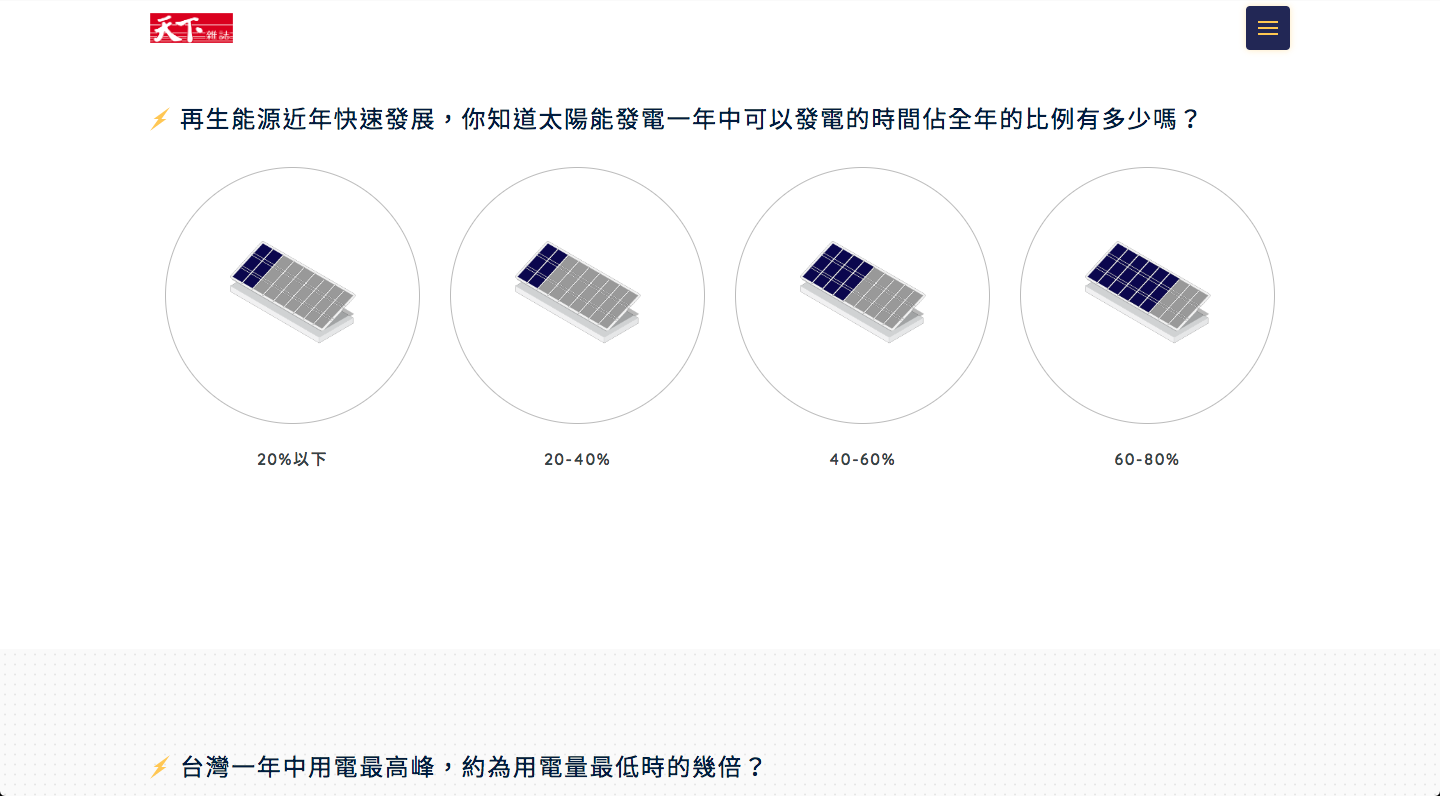 天下雜誌
再生能源近年快速發展，你知道太陽能發電一年中可以發電的時間佔全年的比例有多少嗎？
20%以下
20-40%
40-60%
60-80%
台灣一年中用電最高峰，約為用電量最低時的幾倍？